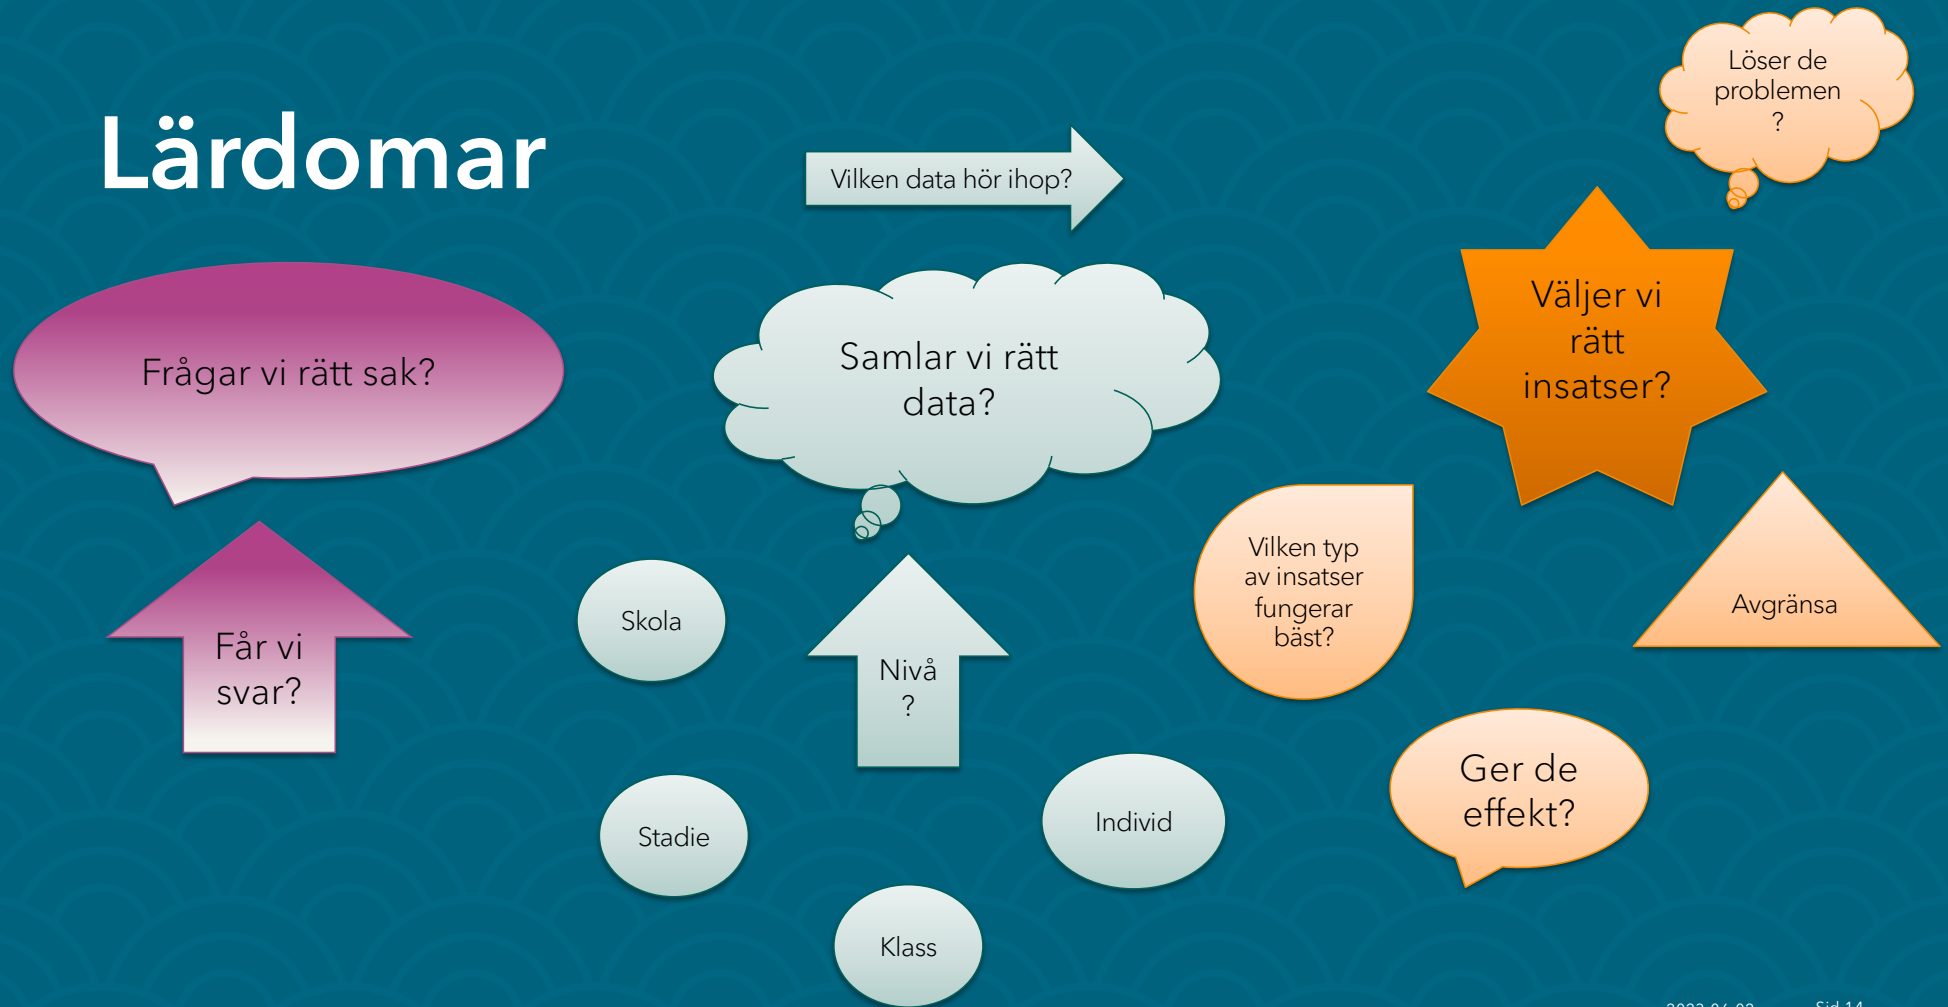 Lärdomar
Frågar vi rätt sak?
Får vi
svar?
Vilken data hör ihop?
Samlar vi rätt
data?
Nivå
?
Skola
Stadie
Klass
Individ
Löser de
problemen
?
Väljer vi
rätt
insatser?
Vilken typ
av insatser
fungerar
bäst?
Avgränsa
Ger de
effekt?
Sid 14